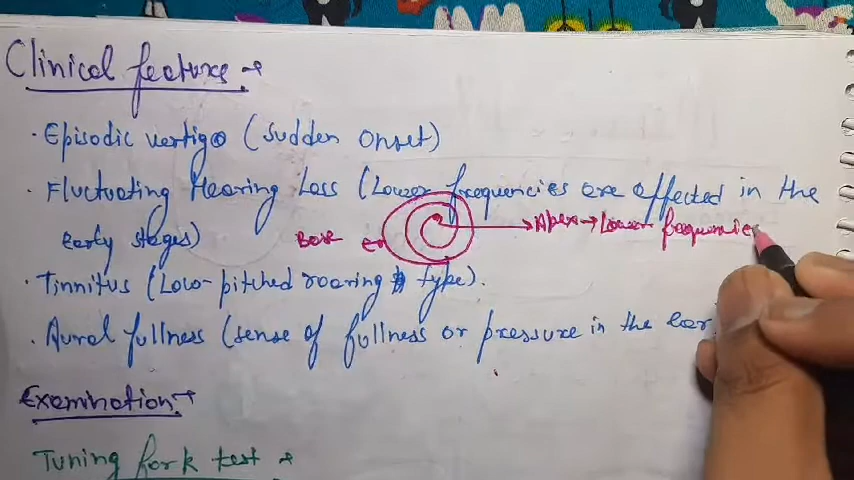 Clinical features →
· Episodic vertigo (Sudden onset)
· Fluctuating Hearing Loss (Lower frequencies are affected in the
early stages)
Base ← → Apex → Lower frequencies
· Tinnitus (Low-pitched roaring type).
· Aural fullness (sense of fullness or pressure in the ear
Examination →
Tuning fork test →